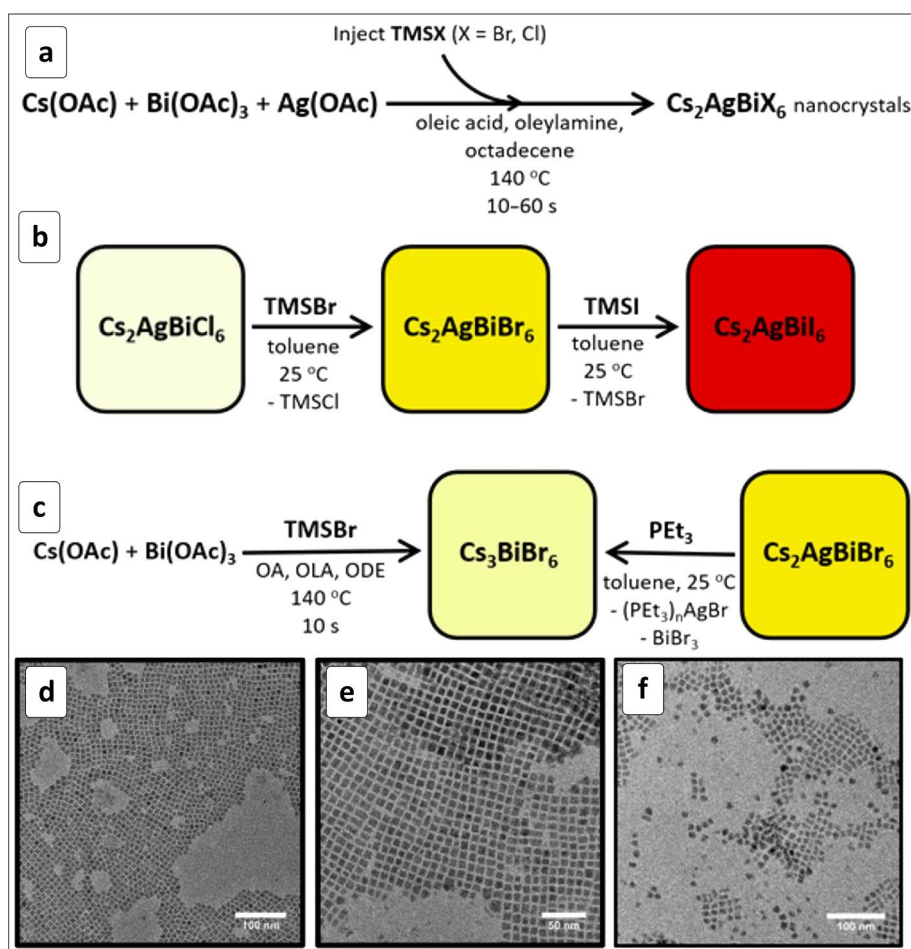 a
Inject TMSX (X = Br, Cl)
Cs(OAc) + Bi(OAc)₃ + Ag(OAc)
Cs₂AgBiX₆ nanocrystals
oleic acid, oleylamine,
octadecene
140 °C
10–60 s
b
Cs₂AgBiCl₆
TMSBr
toluene
25 °C
- TMSCl
Cs₂AgBiBr₆
TMSI
toluene
25 °C
- TMSBr
Cs₂AgBiI₆
c
Cs(OAc) + Bi(OAc)₃
TMSBr
OA, OLA, ODE
140 °C
10 s
Cs₃BiBr₆
PEt₃
toluene, 25 °C
- (PEt₃)ₙAgBr
- BiBr₃
Cs₂AgBiBr₆
d
100 nm
e
50 nm
f
100 nm